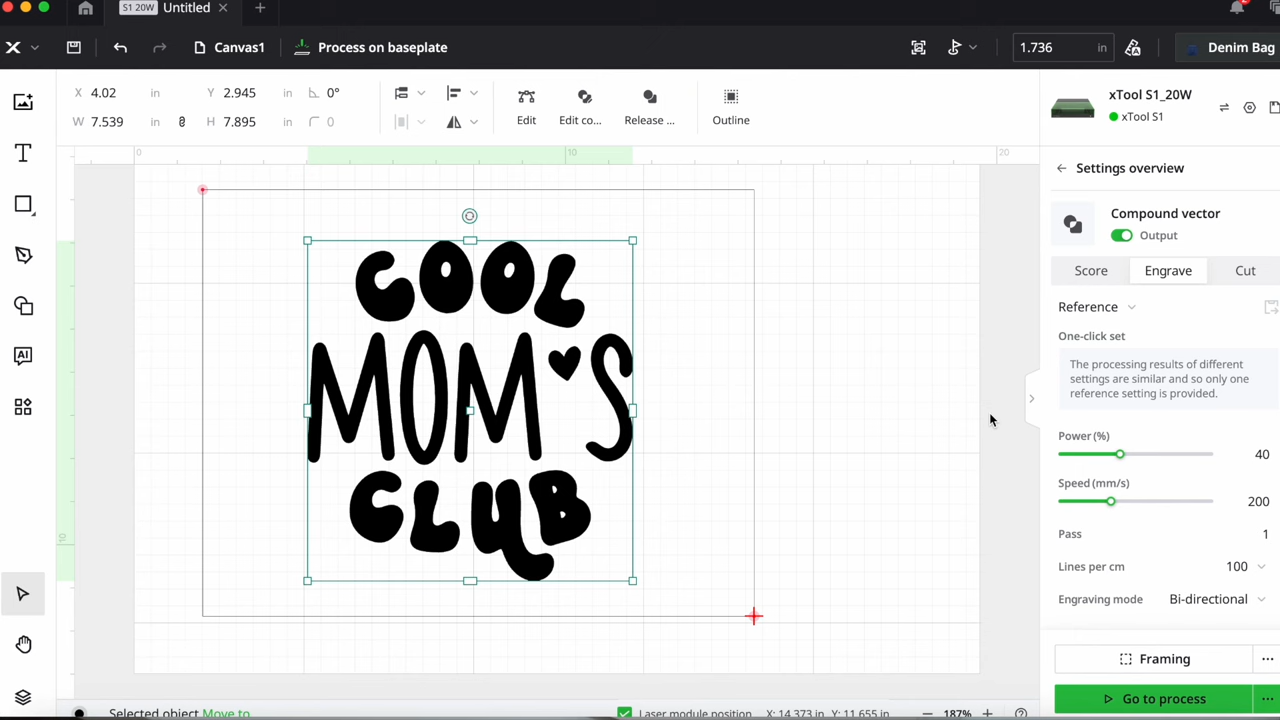 S1 20W Untitled
Canvas1 Process on baseplate 1.736 in Denim Bag
X 4.02 in Y 2.945 in 0°
W 7.539 in H 7.895 in 0
Edit Edit co... Release ... Outline
xTool S1_20W
xTool S1
0 10 20
Settings overview
Compound vector
Output
Score Engrave Cut
Reference
One-click set
The processing results of different
settings are similar and so only one
reference setting is provided.
Power (%)
40
Speed (mm/s)
200
Pass 1
Lines per cm 100
Engraving mode Bi-directional
Framing
Go to process
COOL
MOM'S
CLUB
T
AI
10
Selected object Move to Laser module position X: 14.373 in, Y: 11.655 in 187%